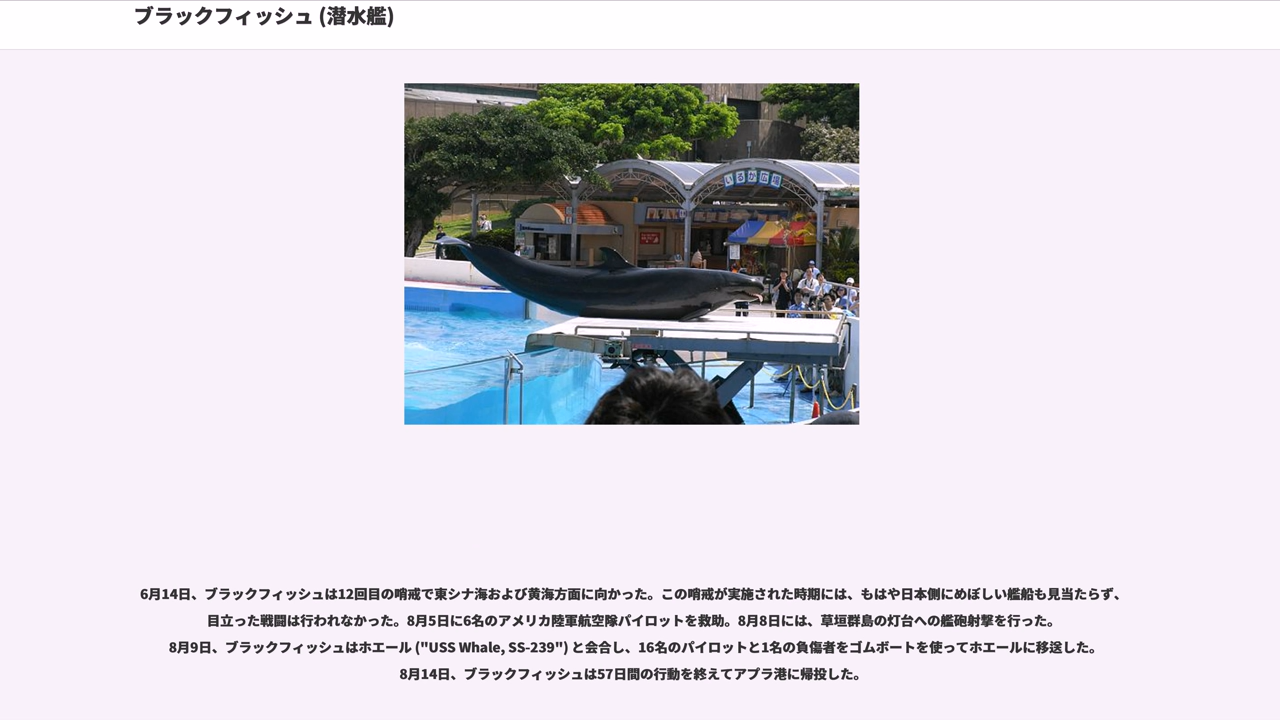 ブラックフィッシュ (潜水艦)
いるか広場
6月14日、ブラックフィッシュは12回目の哨戒で東シナ海および黄海方面に向かった。この哨戒が実施された時期には、もはや日本側にめぼしい艦船も見当たらず、
目立った戦闘は行われなかった。8月5日に6名のアメリカ陸軍航空隊パイロットを救助。8月8日には、草垣群島の灯台への艦砲射撃を行った。
8月9日、ブラックフィッシュはホエール ("USS Whale, SS-239") と会合し、16名のパイロットと1名の負傷者をゴムボートを使ってホエールに移送した。
8月14日、ブラックフィッシュは57日間の行動を終えてアプラ港に帰投した。